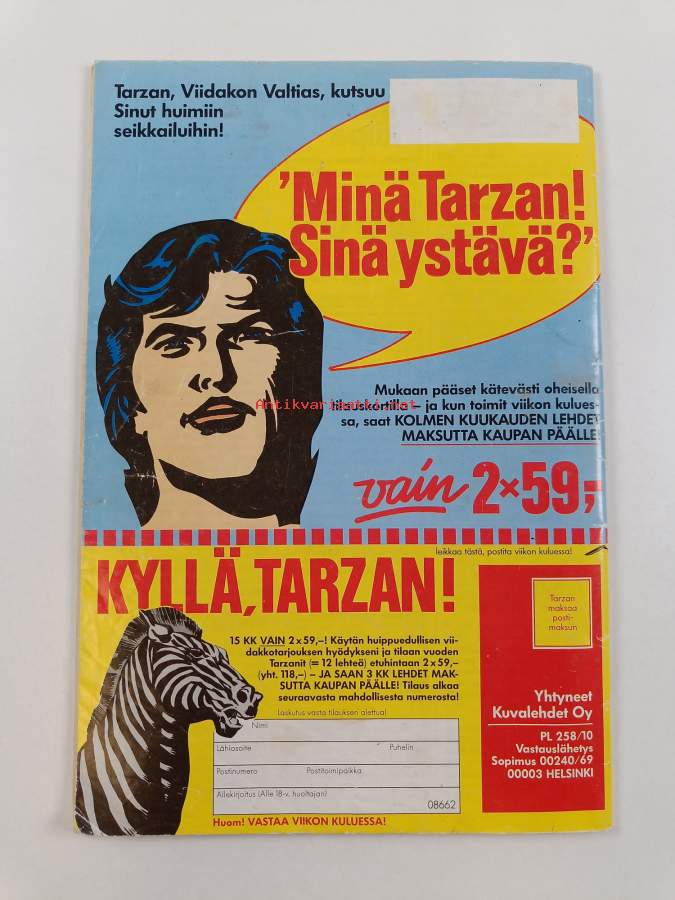 Tarzan, Viidakon Valtias, kutsuu
Sinut huimiin
seikkailuihin!
'Minä Tarzan!
Sinä ystävä?'
Mukaan pääset kätevästi oheisella
tilauskortilla – ja kun toimit viikon kulues-
sa, saat KOLMEN KUUKAUDEN LEHDET
MAKSUTTA KAUPAN PÄÄLLE!
Antikvariaatti.net
vain 2×59,-
leikkaa tästä, postita viikon kuluessa!
KYLLÄ, TARZAN!
15 KK VAIN 2×59,–! Käytän huippuedullisen vii-
dakkotarjouksen hyödykseni ja tilaan vuoden
Tarzanit (= 12 lehteä) etuhintaan 2×59,–
(yht. 118,–) – JA SAAN 3 KK LEHDET MAK-
SUTTA KAUPAN PÄÄLLE! Tilaus alkaa
seuraavasta mahdollisesta numerosta!
Laskutus vasta tilauksen alettua!
Nimi
Lähiosoite Puhelin
Postinumero Postitoimipaikka
Allekirjoitus (Alle 18-v. huoltajan)
08662
Huom! VASTAA VIIKON KULUESSA!
Tarzan
maksaa
posti-
maksun
Yhtyneet
Kuvalehdet Oy
PL 258/10
Vastauslähetys
Sopimus 00240/69
00003 HELSINKI